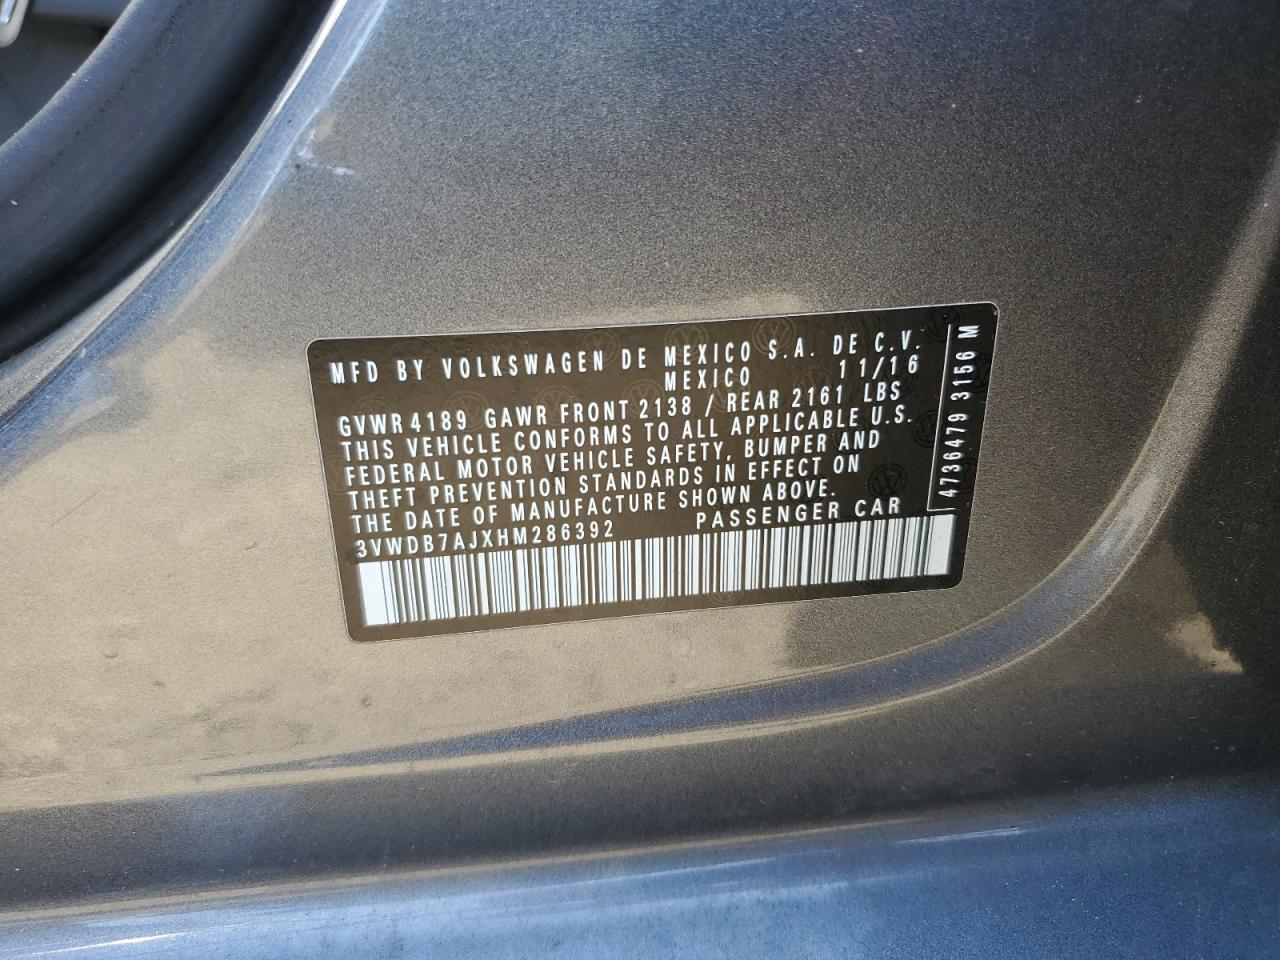 MFD BY VOLKSWAGEN DE MEXICO S.A. DE C.V.
MEXICO 11/16
GVWR 4189 GAWR FRONT 2138 / REAR 2161 LBS
THIS VEHICLE CONFORMS TO ALL APPLICABLE U.S.
FEDERAL MOTOR VEHICLE SAFETY, BUMPER AND
THEFT PREVENTION STANDARDS IN EFFECT ON
THE DATE OF MANUFACTURE SHOWN ABOVE.
3VWDB7AJXHM286392 PASSENGER CAR
4736479 3156 M